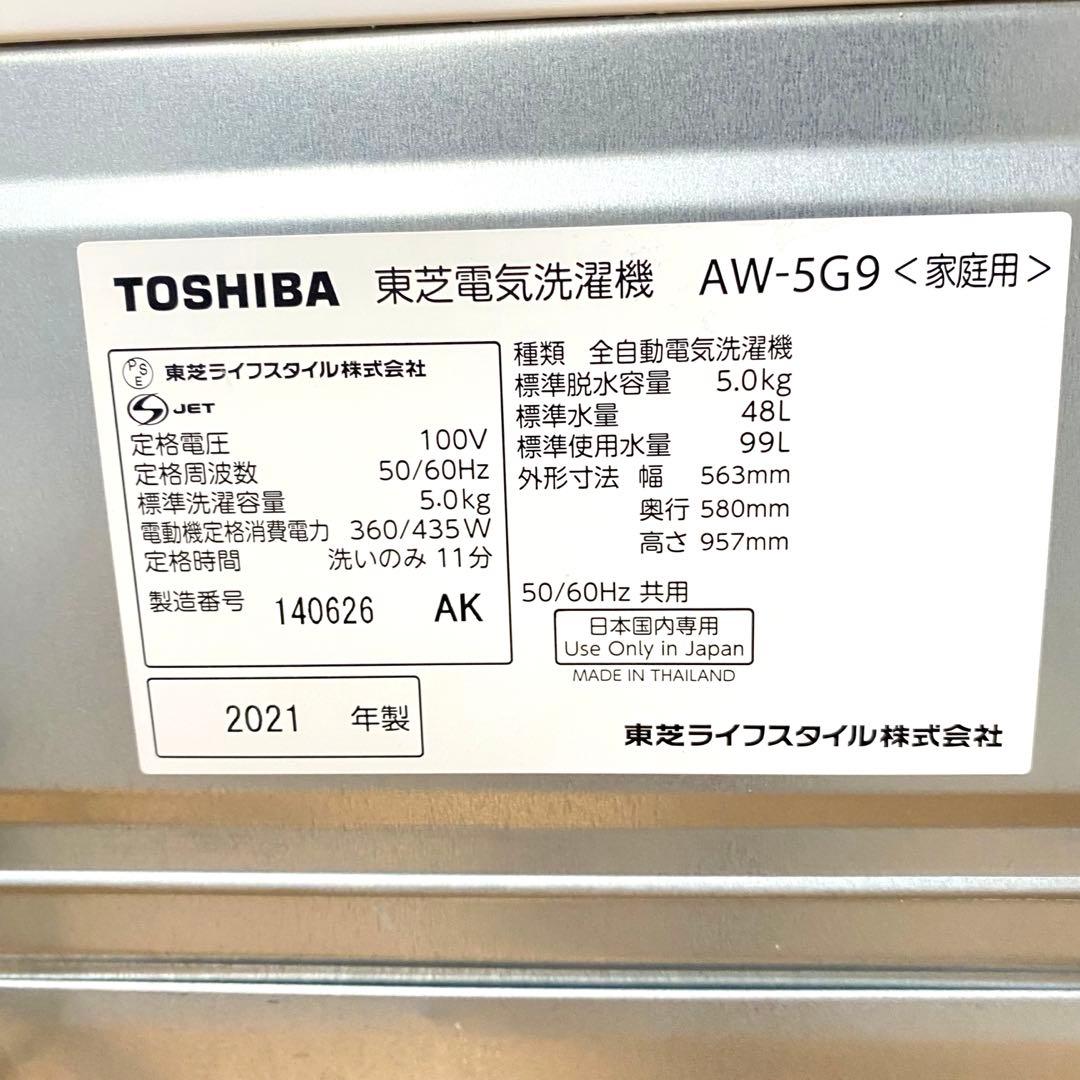 TOSHIBA 東芝電気洗濯機 AW-5G9 <家庭用>
PSE 東芝ライフスタイル株式会社
JET
定格電圧 100V
定格周波数 50/60Hz
標準洗濯容量 5.0kg
電動機定格消費電力 360/435W
定格時間 洗いのみ 11分
製造番号 140626 AK
2021 年製
種類 全自動電気洗濯機
標準脱水容量 5.0kg
標準水量 48L
標準使用水量 99L
外形寸法 幅 563mm
奥行 580mm
高さ 957mm
50/60Hz 共用
日本国内専用
Use Only in Japan
MADE IN THAILAND
東芝ライフスタイル株式会社